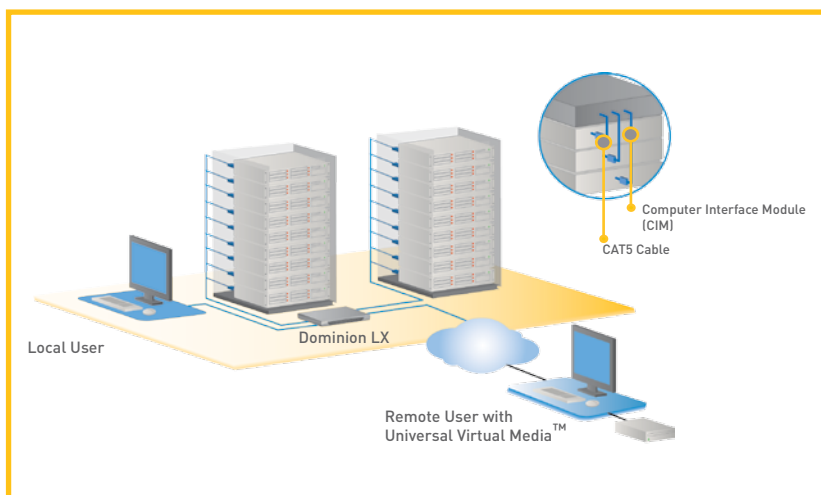 Computer Interface Module
(CIM)
CAT5 Cable
Dominion LX
Local User
Remote User with
Universal Virtual Media™